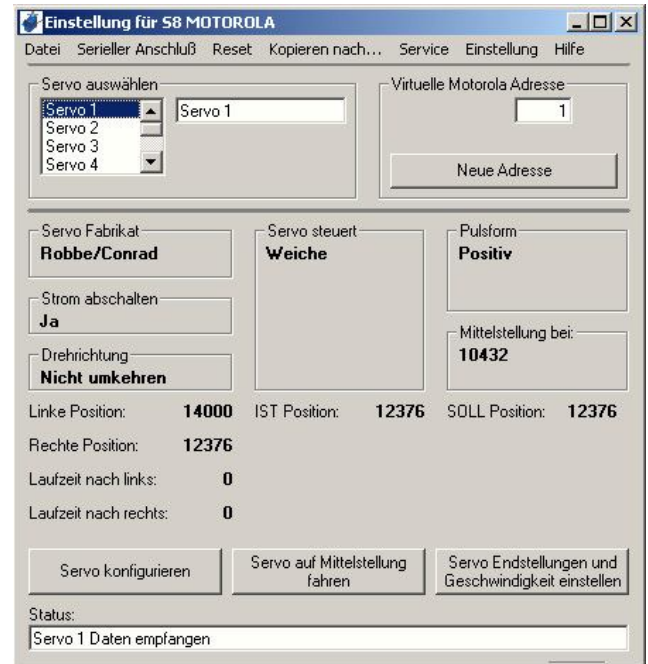 Einstellung für S8 MOTOROLA
Datei Serieller Anschluß Reset Kopieren nach... Service Einstellung Hilfe
Servo auswählen
Servo 1
Servo 2
Servo 3
Servo 4
Servo 1
Virtuelle Motorola Adresse
1
Neue Adresse
Servo Fabrikat
Robbe/Conrad
Strom abschalten
Ja
Drehrichtung
Nicht umkehren
Servo steuert
Weiche
Pulsform
Positiv
Mittelstellung bei:
10432
Linke Position: 14000 IST Position: 12376 SOLL Position: 12376
Rechte Position: 12376
Laufzeit nach links: 0
Laufzeit nach rechts: 0
Servo konfigurieren
Servo auf Mittelstellung
fahren
Servo Endstellungen und
Geschwindigkeit einstellen
Status:
Servo 1 Daten empfangen